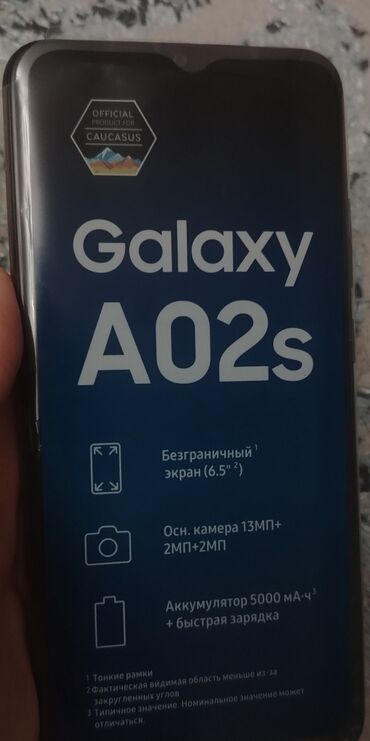 OFFICIAL
PRODUCT FOR
CAUCASUS
Galaxy
A02s
Безграничный ¹
экран (6.5" ²)
Осн. камера 13МП+
2МП+2МП
Аккумулятор 5000 мА·ч³
+ быстрая зарядка
1 Тонкие рамки
2 Фактическая видимая область меньше из-за
закругленных углов
3 Типичное значение. Номинальное значение может
отличаться.